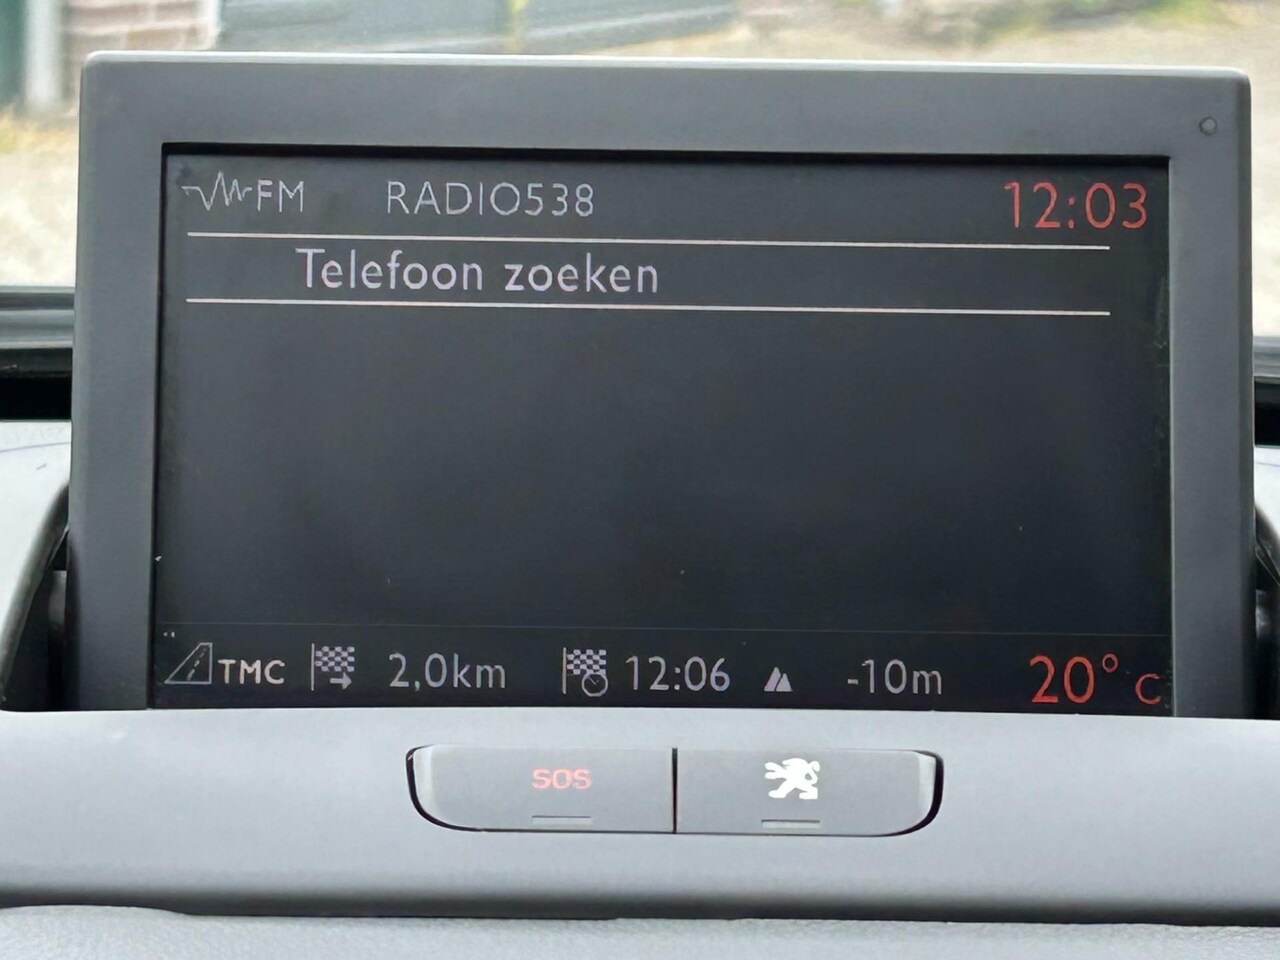 FM RADIO538 12:03
Telefoon zoeken
TMC 2,0km 12:06 -10m 20° C
SOS